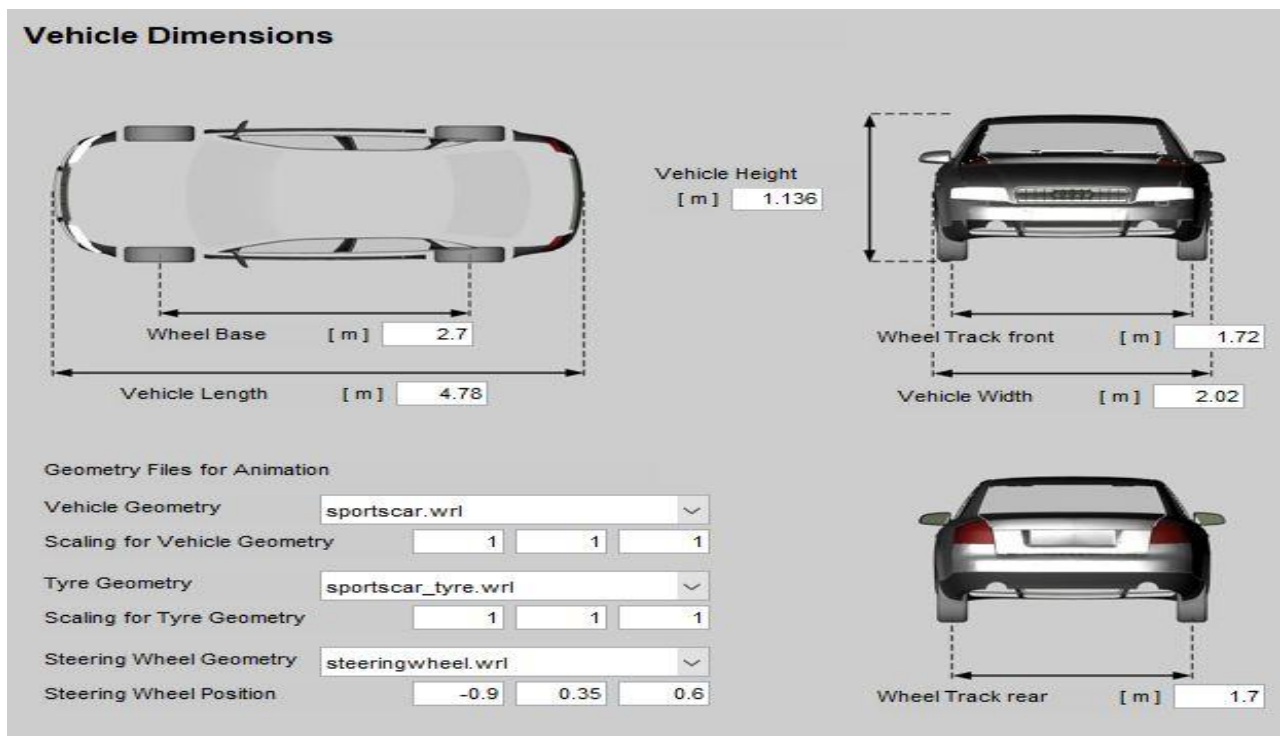 Vehicle Dimensions
Vehicle Height
[ m ] 1.136
Wheel Base [ m ] 2.7
Wheel Track front [ m ] 1.72
Vehicle Length [ m ] 4.78
Vehicle Width [ m ] 2.02
Geometry Files for Animation
Vehicle Geometry sportscar.wrl
Scaling for Vehicle Geometry 1 1 1
Tyre Geometry sportscar_tyre.wrl
Scaling for Tyre Geometry 1 1 1
Steering Wheel Geometry steeringwheel.wrl
Steering Wheel Position -0.9 0.35 0.6
Wheel Track rear [ m ] 1.7